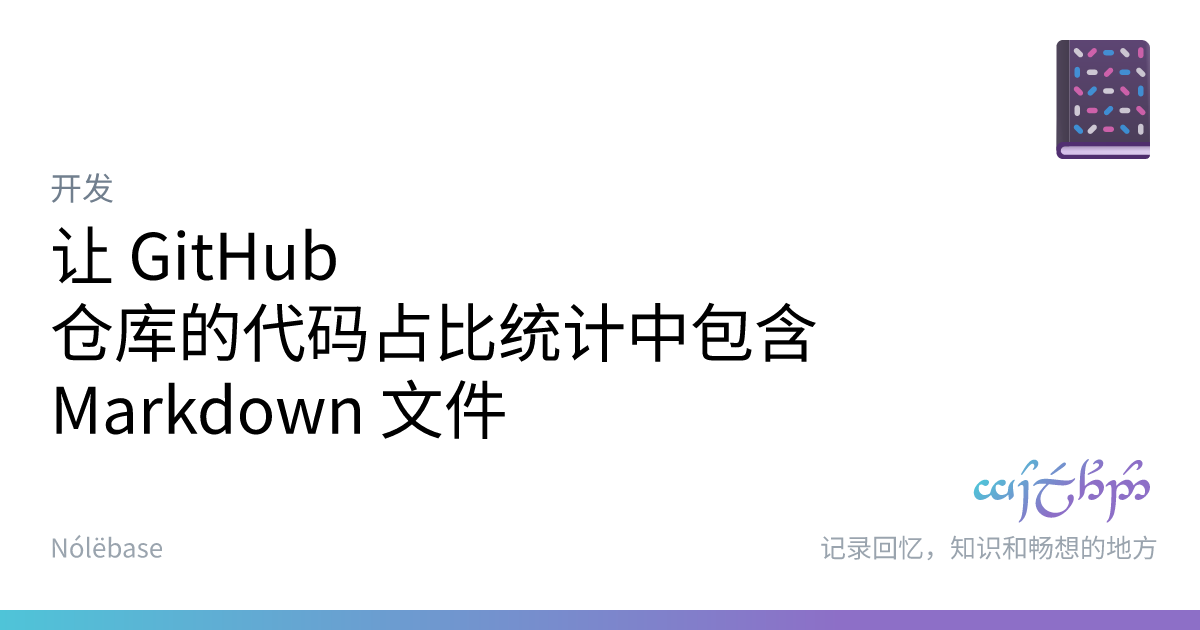 开发
让 GitHub
仓库的代码占比统计中包含
Markdown 文件
Nólëbase
记录回忆，知识和畅想的地方